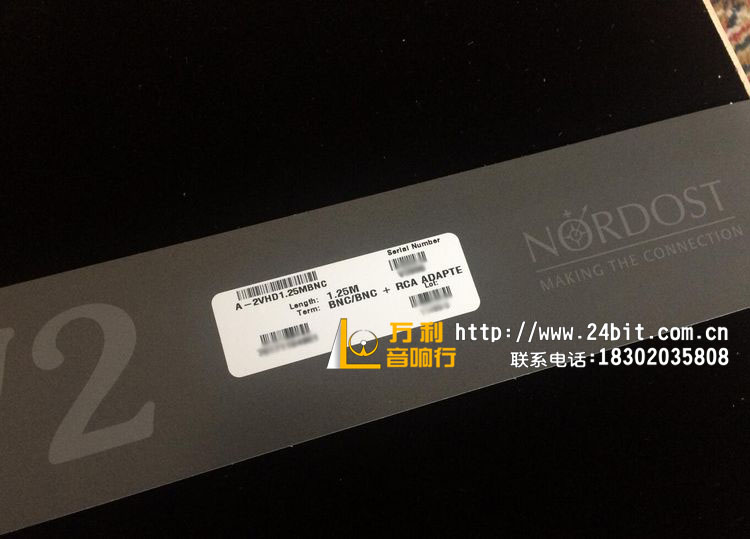 NORDOST
MAKING THE CONNECTION
Serial Number
A-2VHD1.25MBNC
Length: 1.25M
Term: BNC/BNC + RCA ADAPTE
Lot:
V2
万利
音响行
http://www.24bit.com.cn
联系电话:18302035808